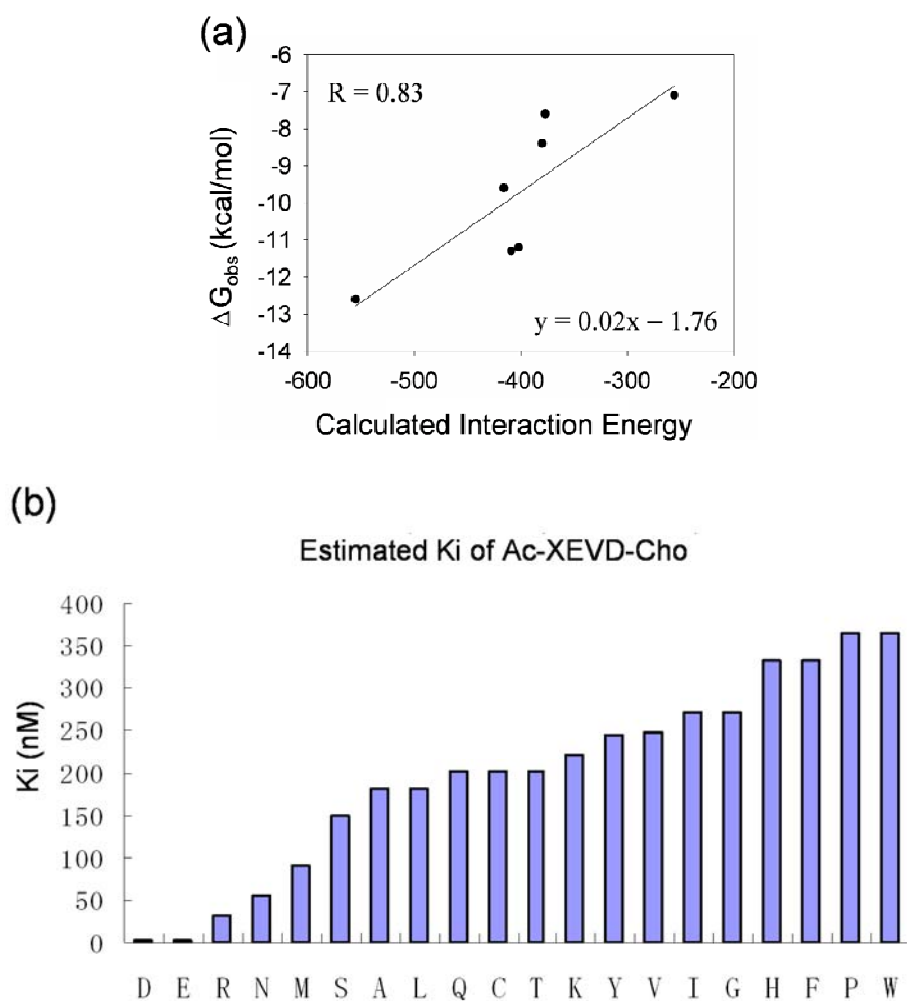 (a)
-6
-7
-8
-9
-10
-11
-12
-13
-14
R = 0.83
y = 0.02x − 1.76
ΔGobs (kcal/mol)
-600 -500 -400 -300 -200
Calculated Interaction Energy
(b)
Estimated Ki of Ac-XEVD-Cho
400
350
300
250
200
150
100
50
0
Ki (nM)
D E R N M S A L Q C T K Y V I G H F P W